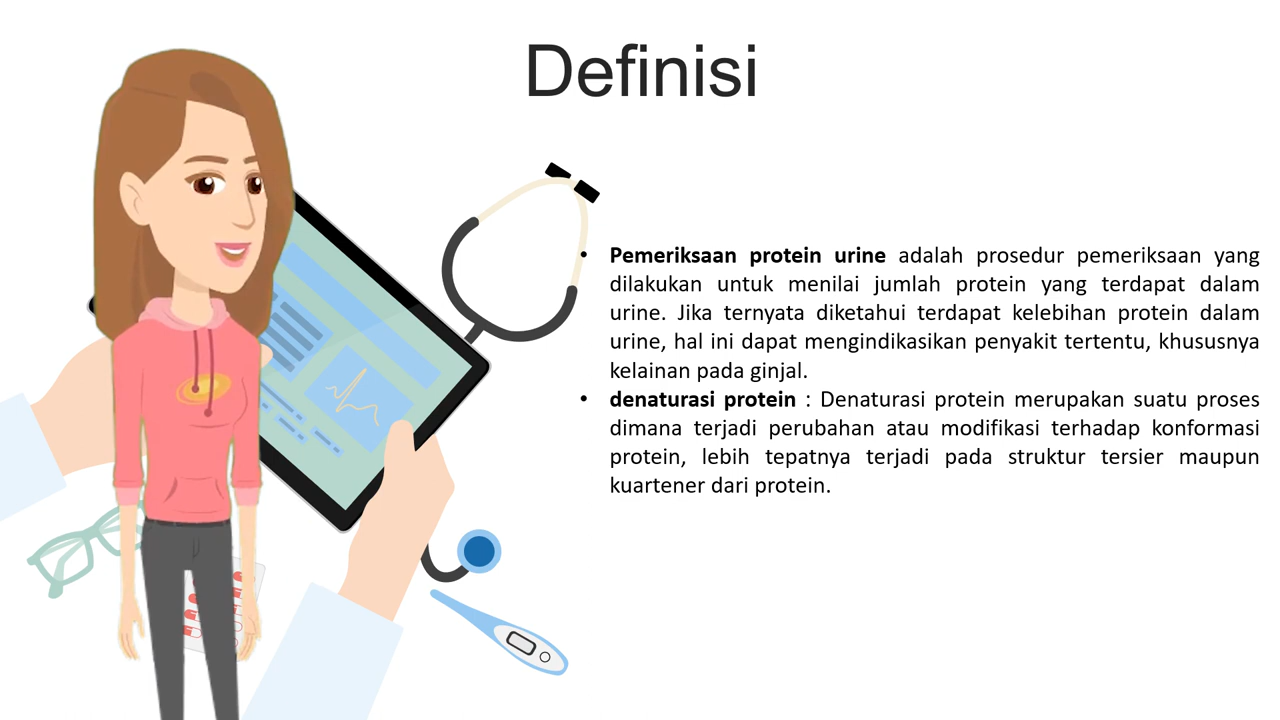 Definisi
• Pemeriksaan protein urine adalah prosedur pemeriksaan yang
dilakukan untuk menilai jumlah protein yang terdapat dalam
urine. Jika ternyata diketahui terdapat kelebihan protein dalam
urine, hal ini dapat mengindikasikan penyakit tertentu, khususnya
kelainan pada ginjal.
• denaturasi protein : Denaturasi protein merupakan suatu proses
dimana terjadi perubahan atau modifikasi terhadap konformasi
protein, lebih tepatnya terjadi pada struktur tersier maupun
kuartener dari protein.